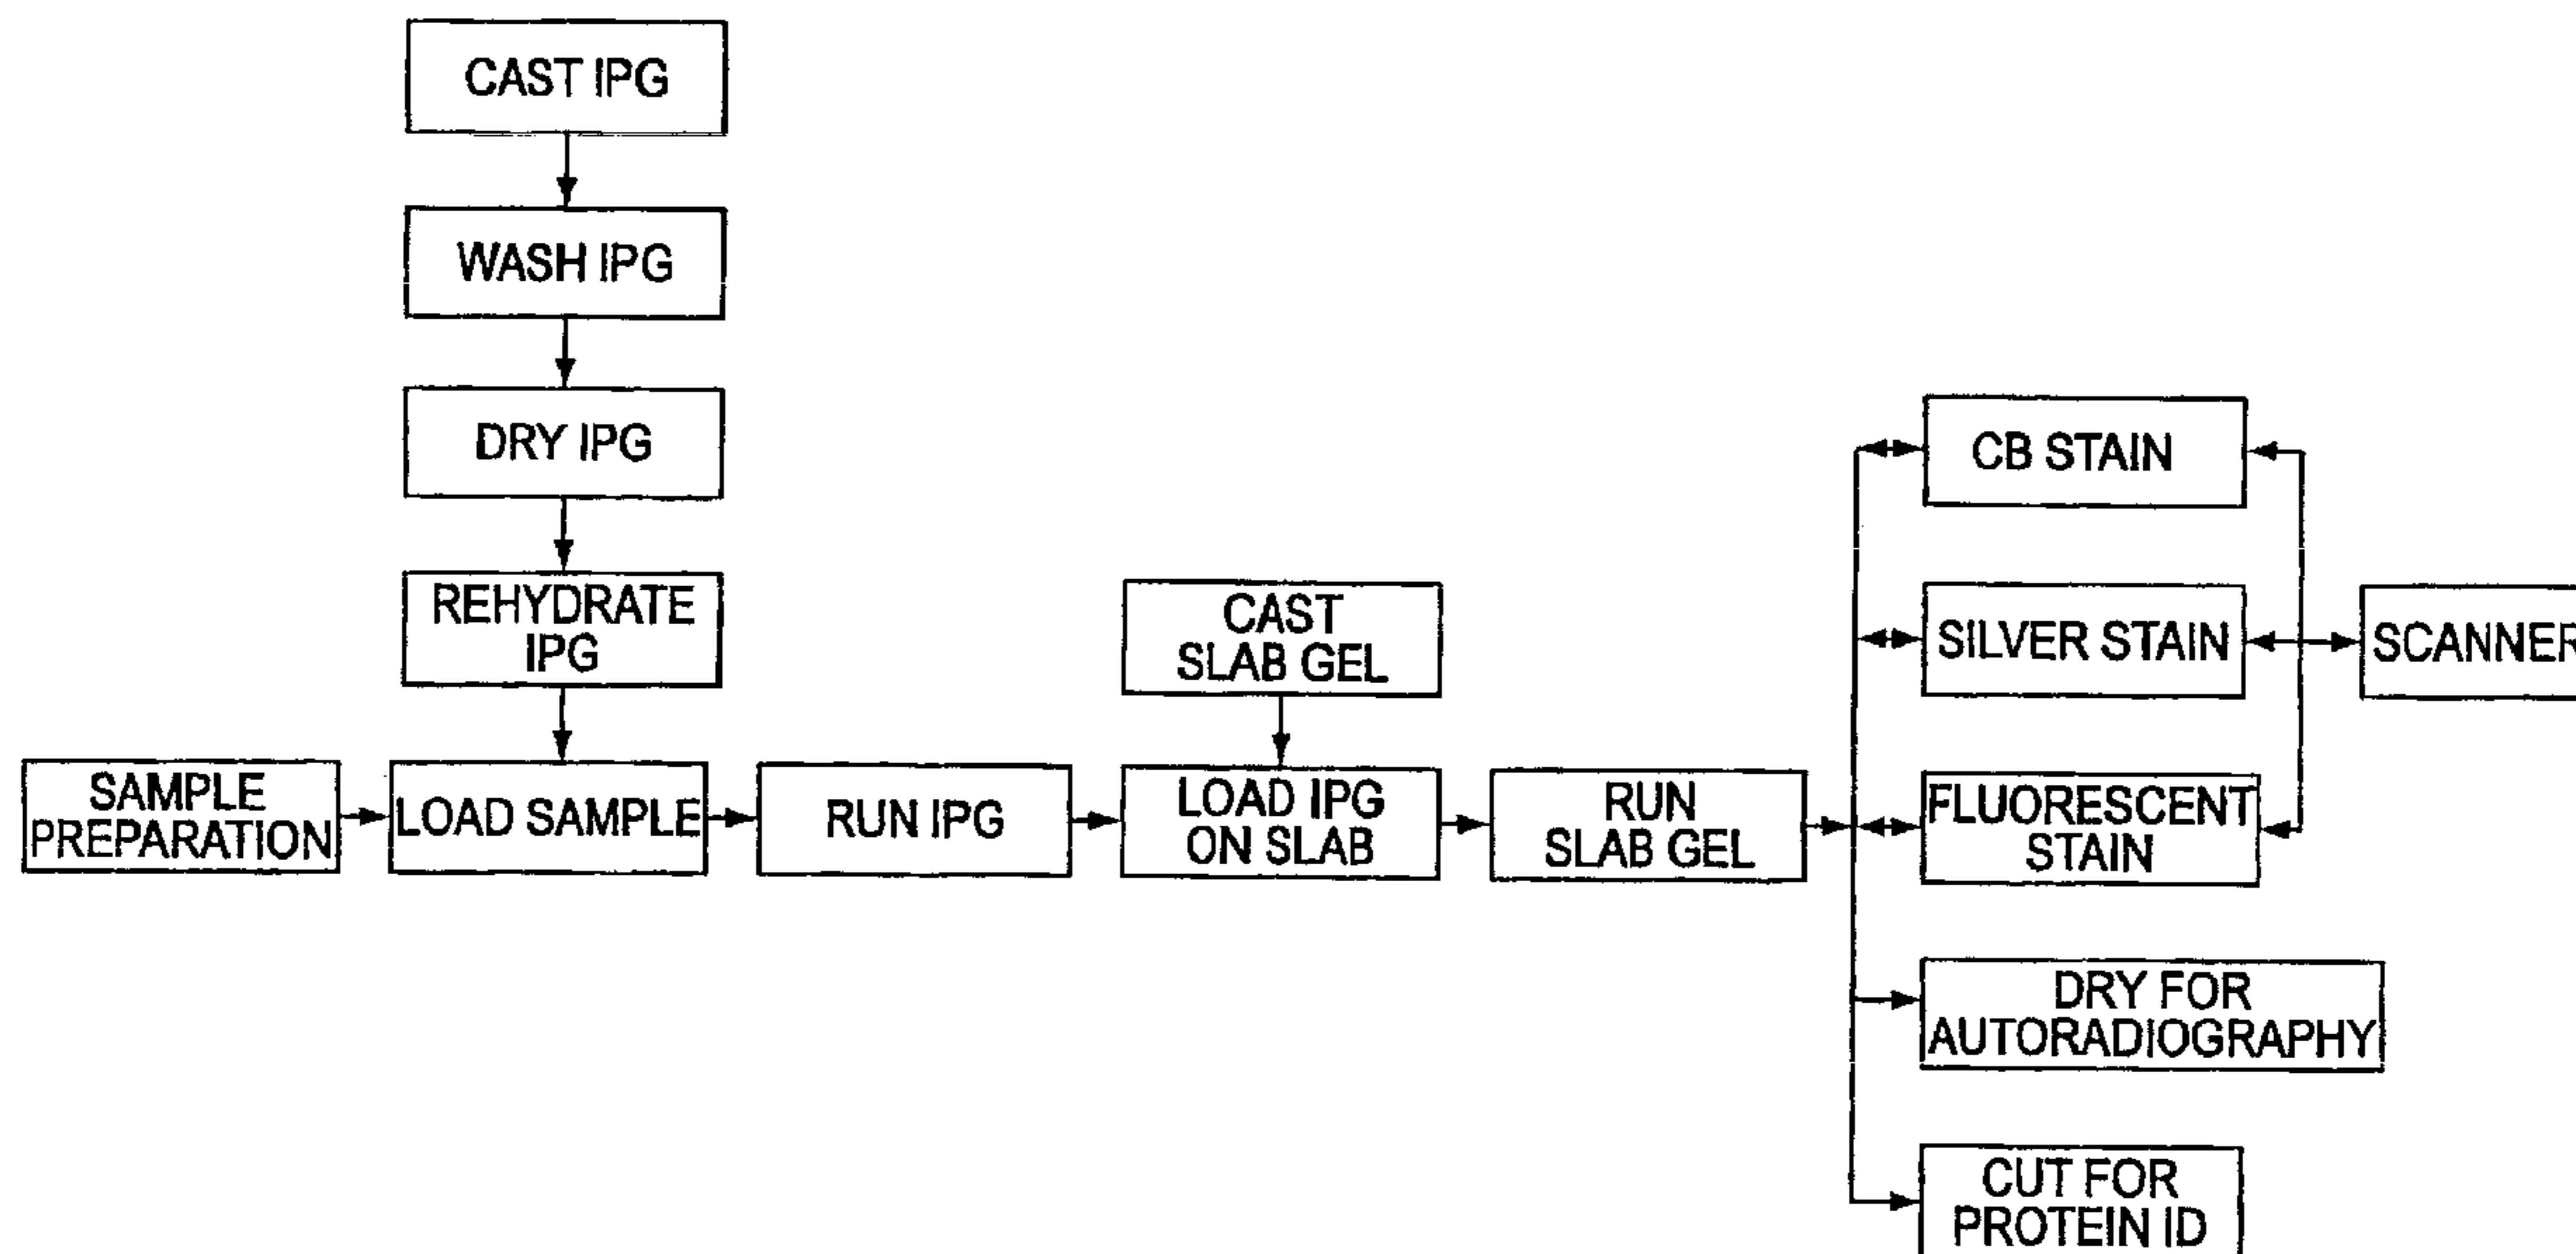 CAST IPG
WASH IPG
DRY IPG
REHYDRATE
IPG
SAMPLE
PREPARATION
LOAD SAMPLE
RUN IPG
CAST
SLAB GEL
LOAD IPG
ON SLAB
RUN
SLAB GEL
CB STAIN
SILVER STAIN
FLUORESCENT
STAIN
DRY FOR
AUTORADIOGRAPHY
CUT FOR
PROTEIN ID
SCANNER